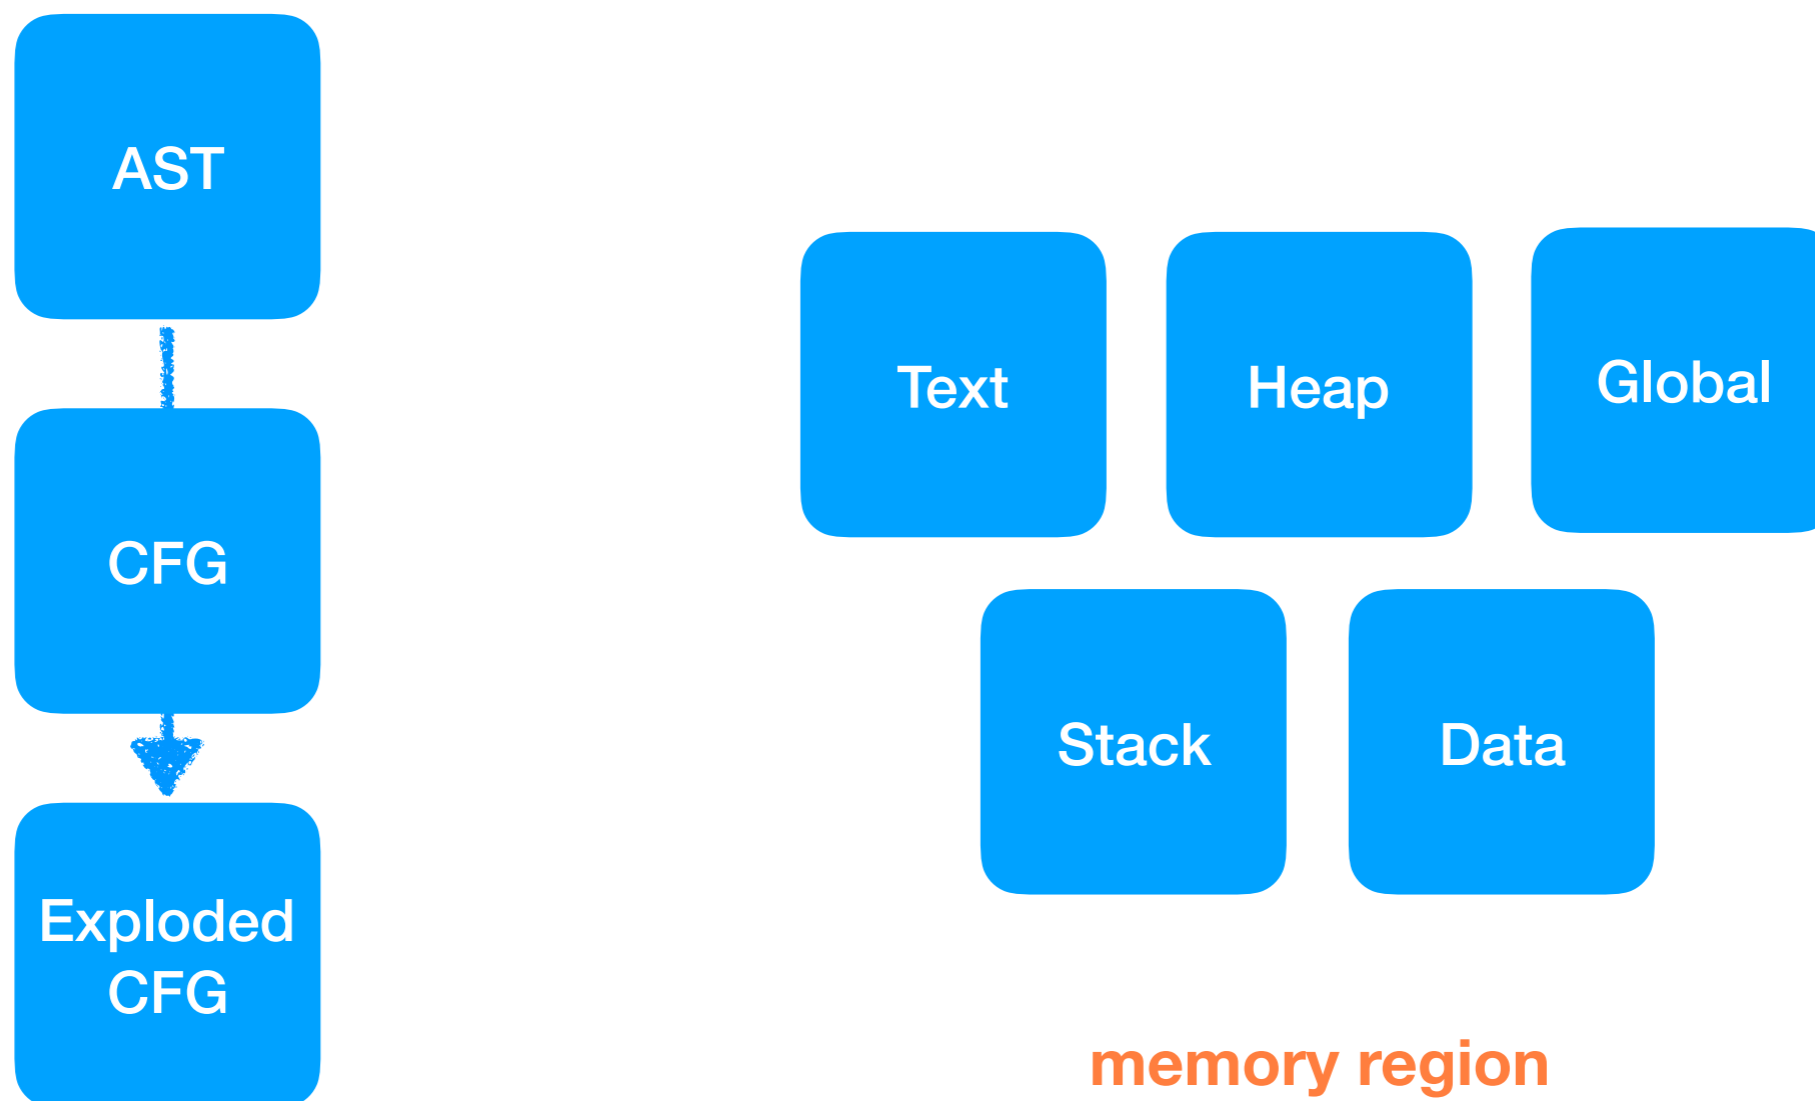 AST
CFG
Exploded
CFG
Text
Heap
Global
Stack
Data
memory region